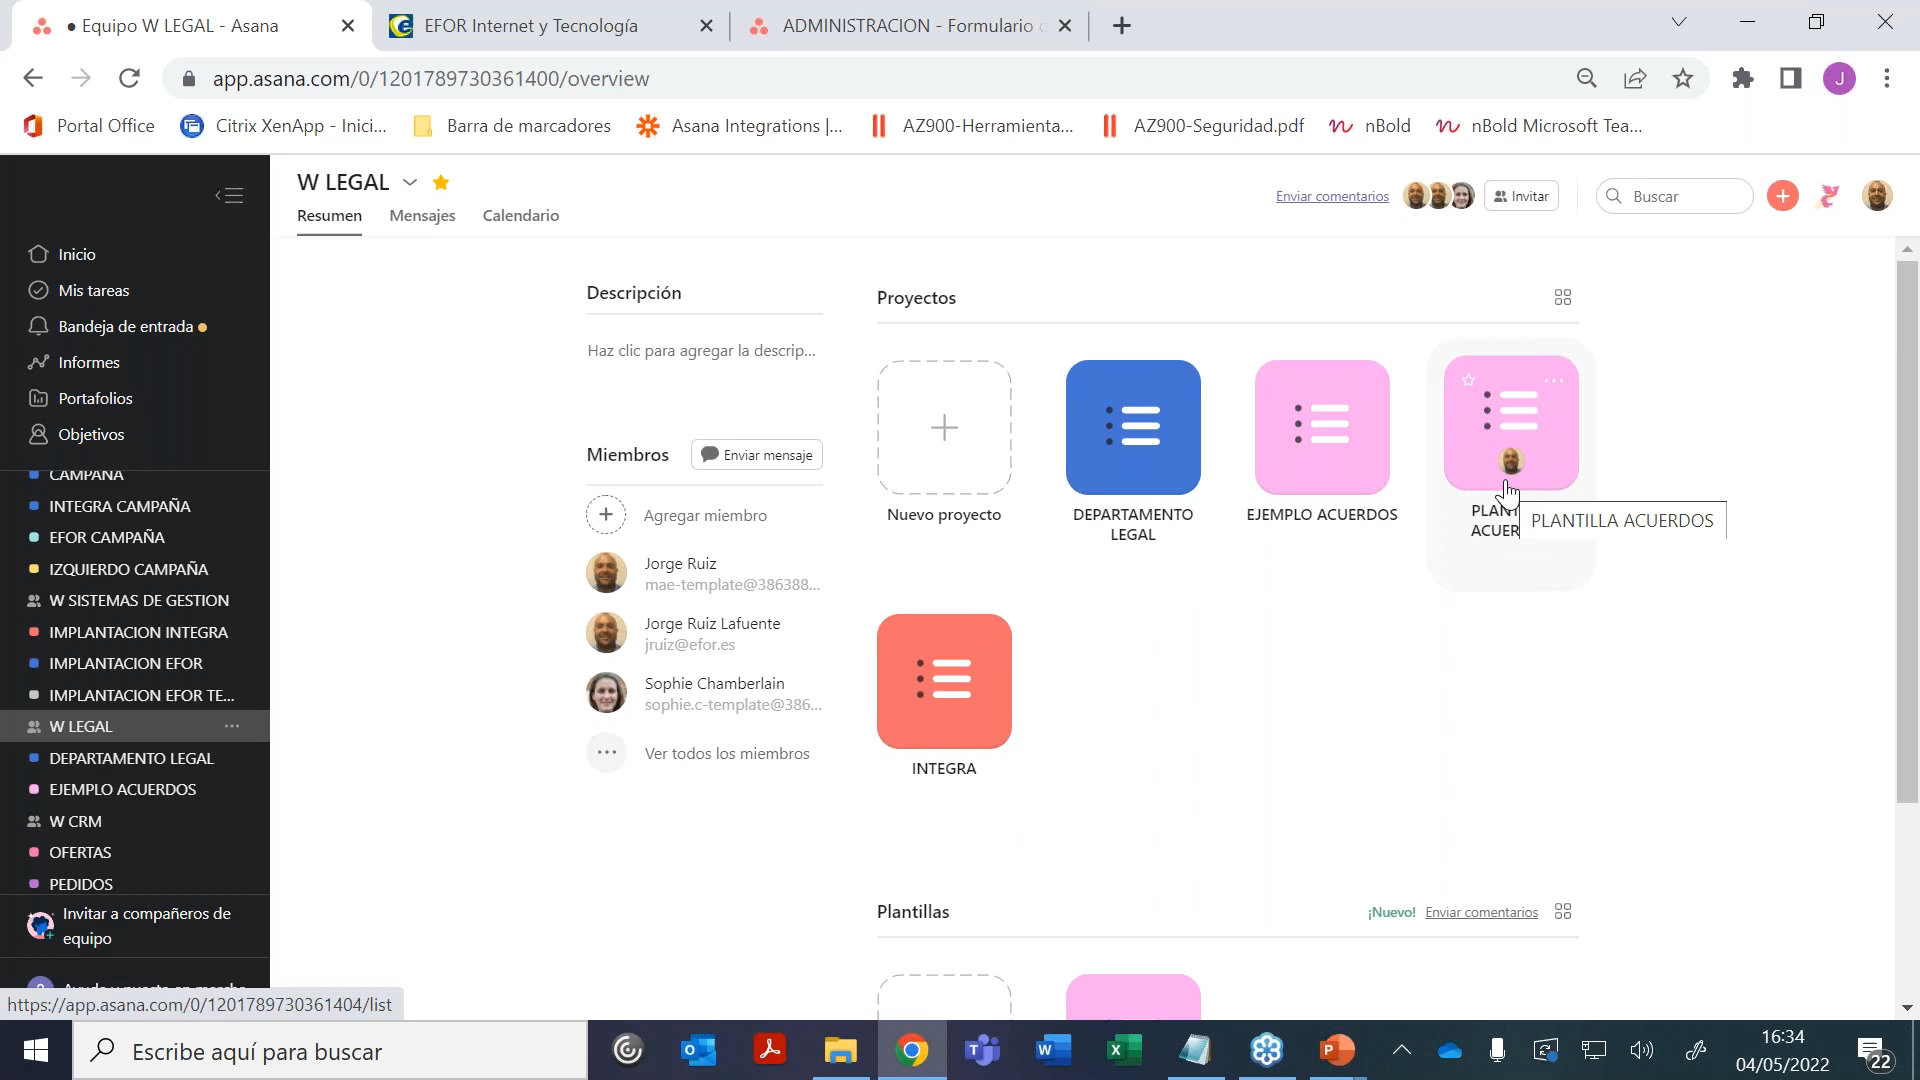 ● Equipo W LEGAL - Asana
EFOR Internet y Tecnología
ADMINISTRACION - Formulario
app.asana.com/0/1201789730361400/overview
J
Portal Office
Citrix XenApp - Inici...
Barra de marcadores
Asana Integrations |...
AZ900-Herramienta...
AZ900-Seguridad.pdf
nBold
nBold Microsoft Tea...
W LEGAL
Resumen
Mensajes
Calendario
Enviar comentarios
Invitar
Buscar
Inicio
Mis tareas
Bandeja de entrada
Informes
Portafolios
Objetivos
CAMPAÑA
INTEGRA CAMPAÑA
EFOR CAMPAÑA
IZQUIERDO CAMPAÑA
W SISTEMAS DE GESTION
IMPLANTACION INTEGRA
IMPLANTACION EFOR
IMPLANTACION EFOR TE...
W LEGAL
DEPARTAMENTO LEGAL
EJEMPLO ACUERDOS
W CRM
OFERTAS
PEDIDOS
Invitar a compañeros de
equipo
https://app.asana.com/0/1201789730361404/list
Descripción
Haz clic para agregar la descrip...
Miembros
Enviar mensaje
Agregar miembro
Jorge Ruiz
mae-template@386388...
Jorge Ruiz Lafuente
jruiz@efor.es
Sophie Chamberlain
sophie.c-template@386...
Ver todos los miembros
Proyectos
Nuevo proyecto
DEPARTAMENTO
LEGAL
EJEMPLO ACUERDOS
PLANT
ACUER
PLANTILLA ACUERDOS
INTEGRA
Plantillas
¡Nuevo!
Enviar comentarios
Escribe aquí para buscar
16:34
04/05/2022
22